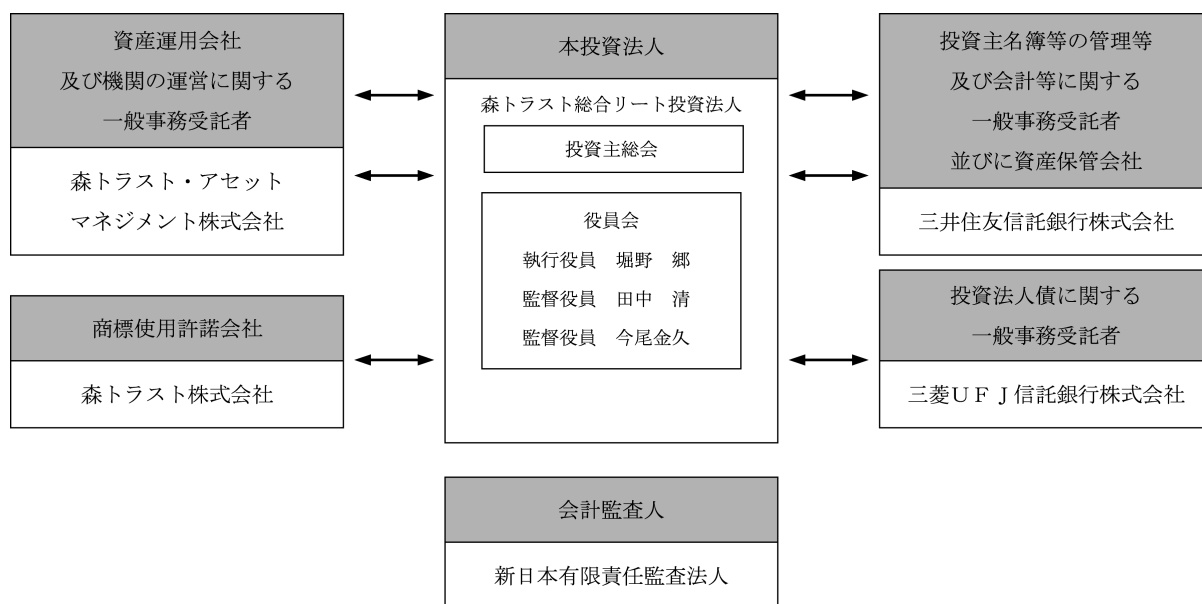 資産運用会社
及び機関の運営に関する
一般事務受託者
森トラスト・アセット
マネジメント株式会社
商標使用許諾会社
森トラスト株式会社
本投資法人
森トラスト総合リート投資法人
投資主総会
役員会
執行役員　堀野　郷
監督役員　田中　清
監督役員　今尾金久
会計監査人
新日本有限責任監査法人
投資主名簿等の管理等
及び会計等に関する
一般事務受託者
並びに資産保管会社
三井住友信託銀行株式会社
投資法人債に関する
一般事務受託者
三菱ＵＦＪ信託銀行株式会社